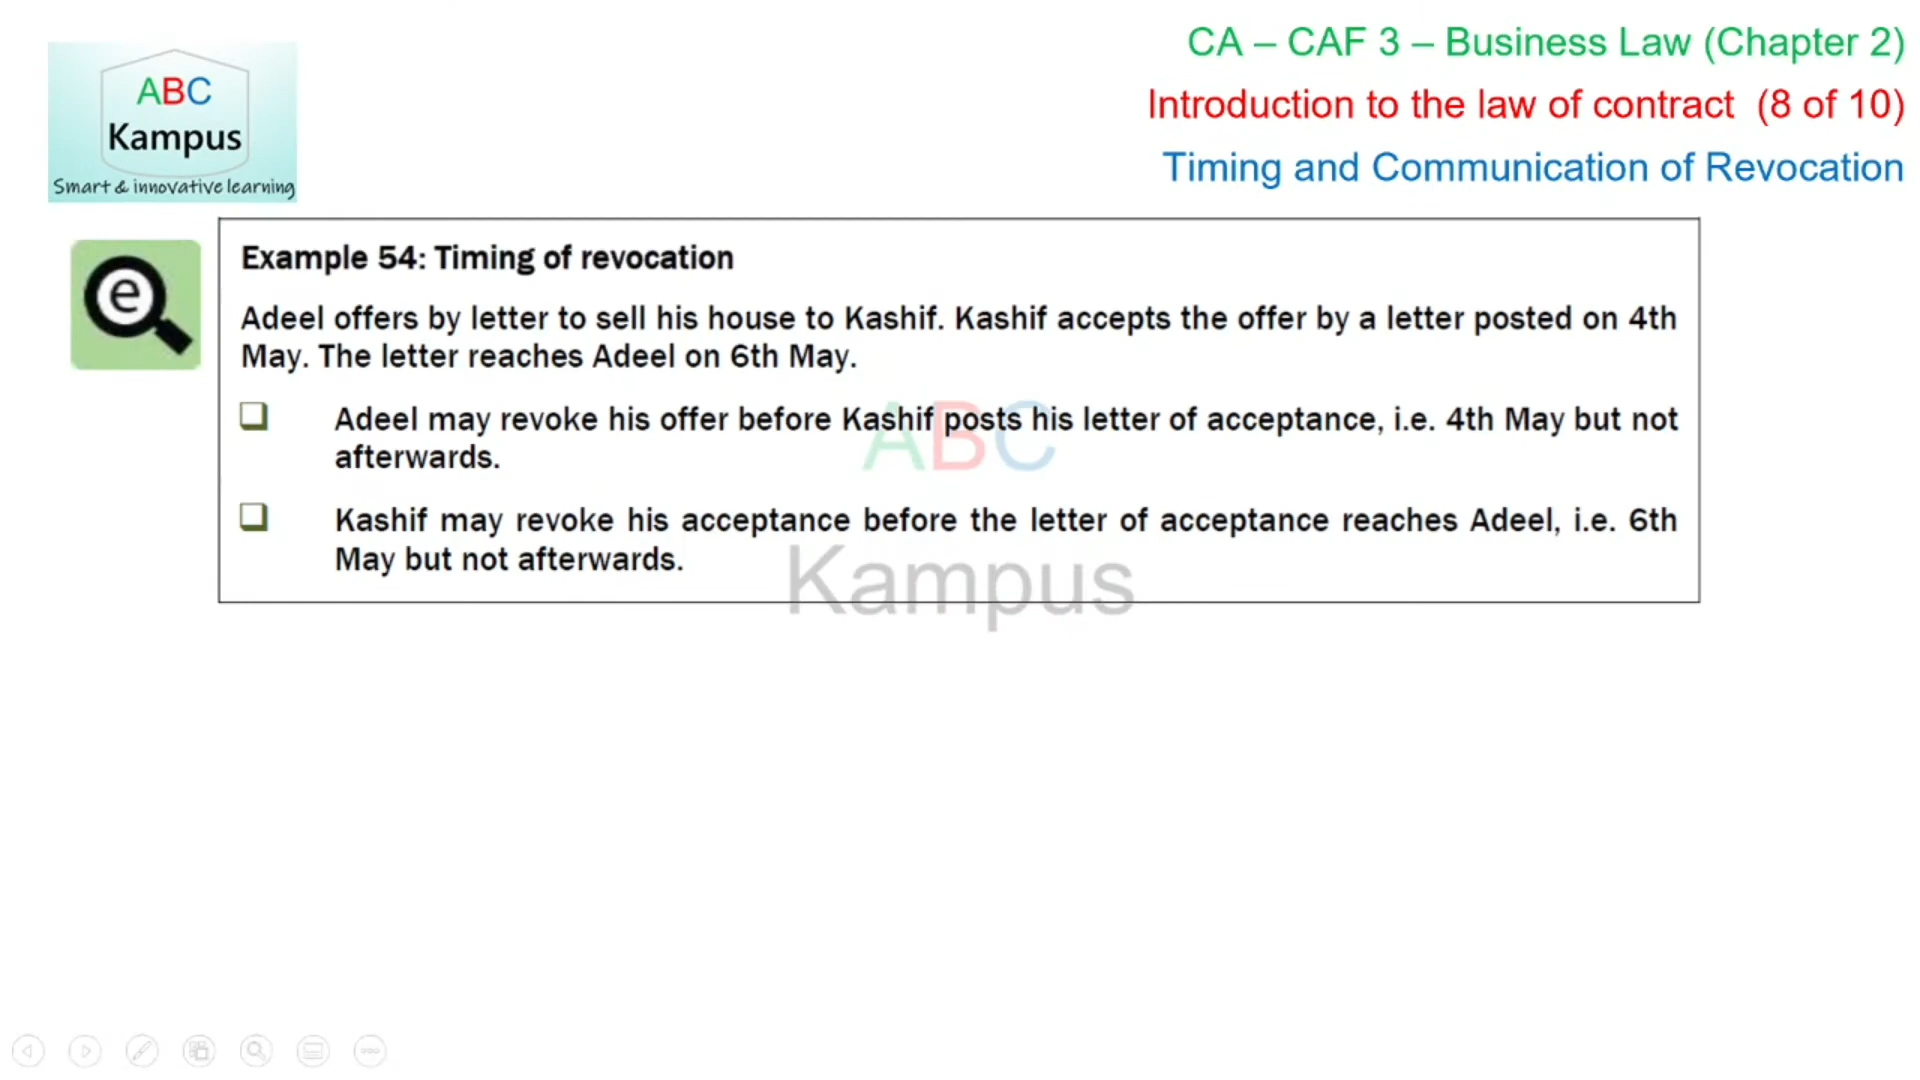 CA – CAF 3 – Business Law (Chapter 2)
Introduction to the law of contract (8 of 10)
Timing and Communication of Revocation
ABC
Kampus
Smart & innovative learning
e
Example 54: Timing of revocation
Adeel offers by letter to sell his house to Kashif. Kashif accepts the offer by a letter posted on 4th
May. The letter reaches Adeel on 6th May.
Adeel may revoke his offer before Kashif posts his letter of acceptance, i.e. 4th May but not
afterwards.
Kashif may revoke his acceptance before the letter of acceptance reaches Adeel, i.e. 6th
May but not afterwards.
ABC
Kampus